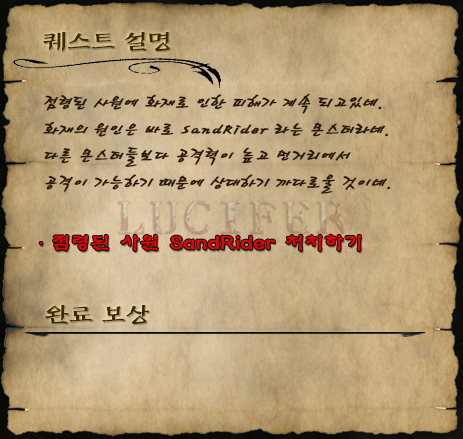 퀘스트 설명
점령된 사원에 화재로 인한 피해가 계속 되고있네.
화재의 원인은 바로 SandRider 라는 몬스터라네.
다른 몬스터들보다 공격력이 높고 먼거리에서
공격이 가능하기 때문에 상대하기 까다로울 것이네.
LUCIFER
· 점령된 사원 SandRider 처치하기
완료 보상